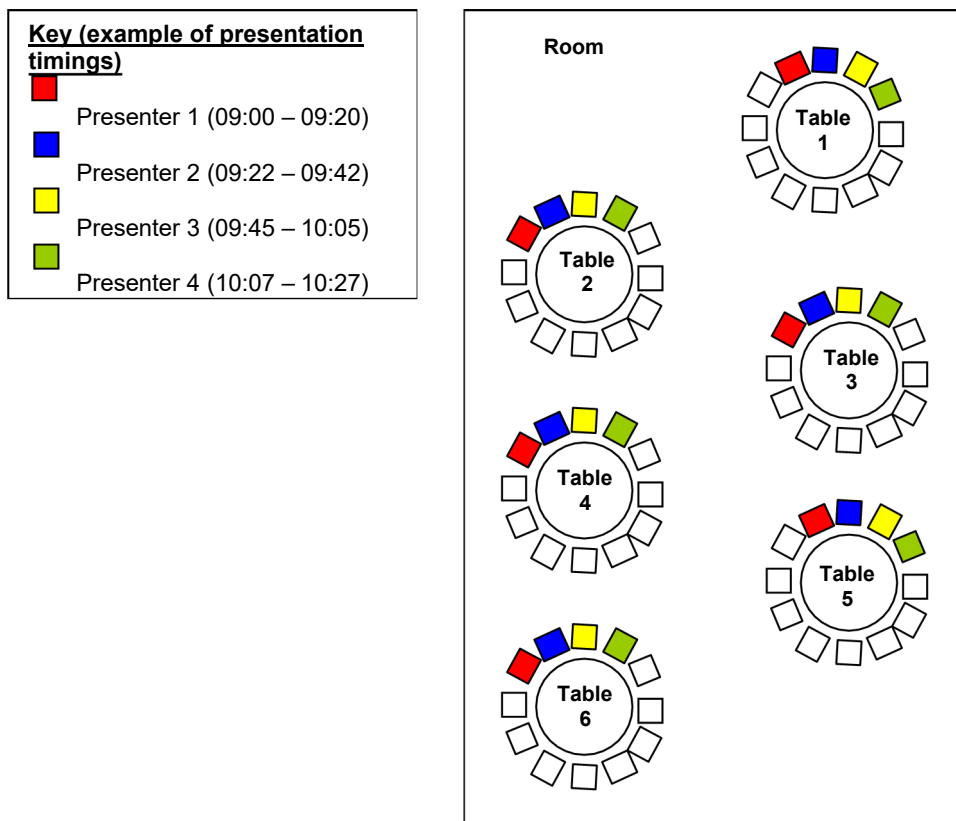 Key (example of presentation
timings)
Presenter 1 (09:00 – 09:20)
Presenter 2 (09:22 – 09:42)
Presenter 3 (09:45 – 10:05)
Presenter 4 (10:07 – 10:27)
Room
Table
1
Table
2
Table
3
Table
4
Table
5
Table
6